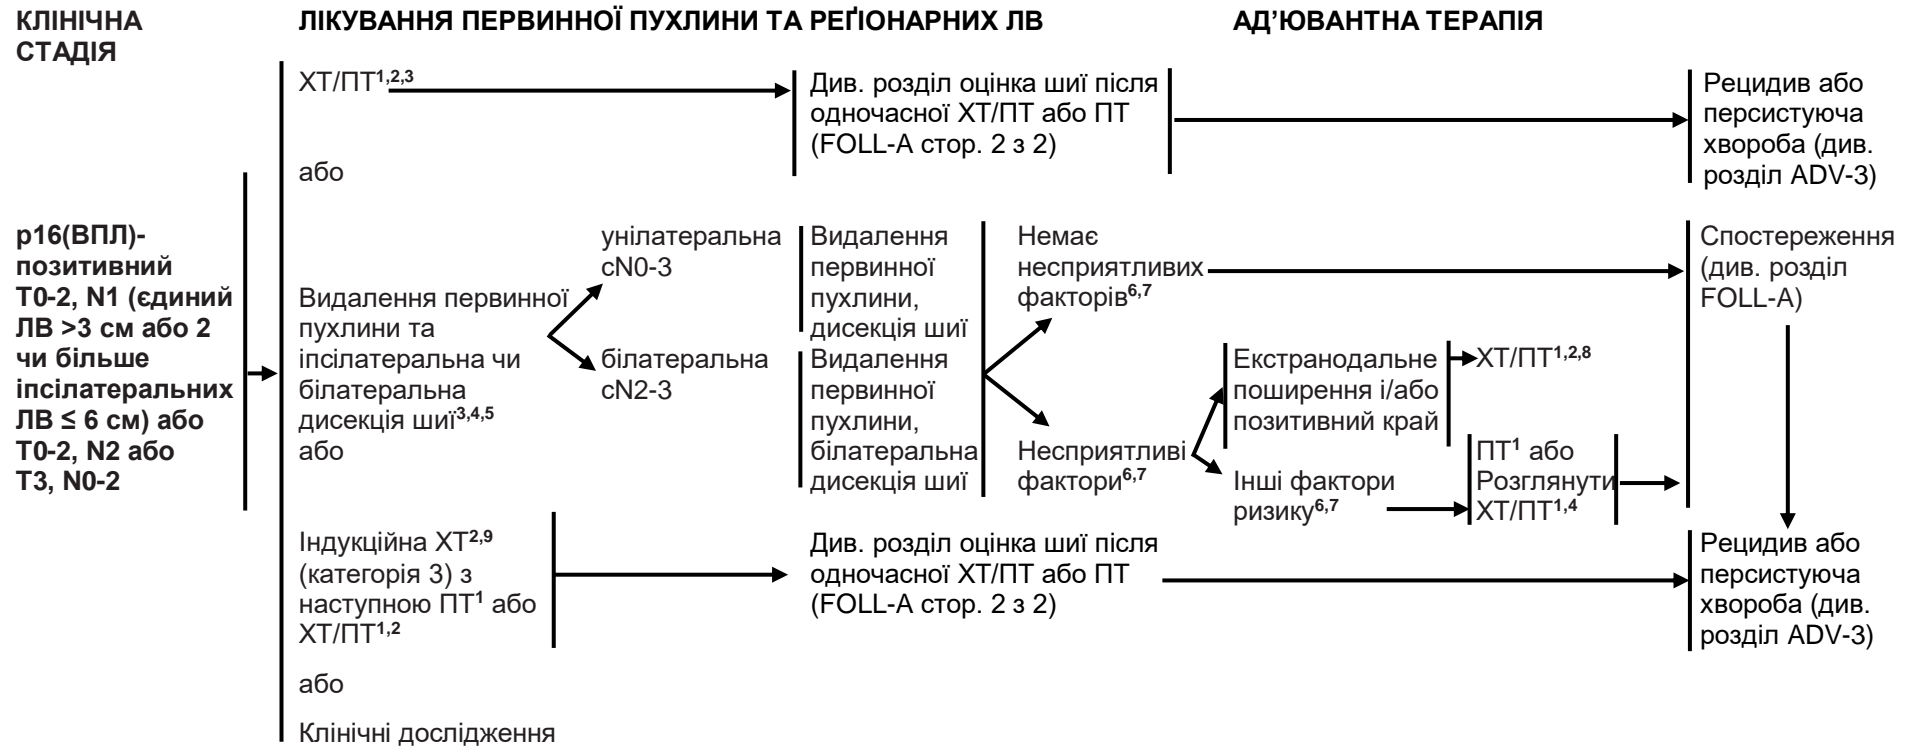 КЛІНІЧНА
СТАДІЯ
ЛІКУВАННЯ ПЕРВИННОЇ ПУХЛИНИ ТА РЕҐІОНАРНИХ ЛВ
АД’ЮВАНТНА ТЕРАПІЯ
р16(ВПЛ)-
позитивний
Т0-2, N1 (єдиний
ЛВ >3 см або 2
чи більше
іпсілатеральних
ЛВ ≤ 6 см) або
Т0-2, N2 або
Т3, N0-2
ХТ/ПТ1,2,3
Див. розділ оцінка шиї після
одночасної ХТ/ПТ або ПТ
(FOLL-A стор. 2 з 2)
Рецидив або
персистуюча
хвороба (див.
розділ ADV-3)
або
Видалення первинної
пухлини та
іпсілатеральна чи
білатеральна
дисекція шиї3,4,5
або
унілатеральна
cN0-3
білатеральна
cN2-3
Видалення
первинної
пухлини,
дисекція шиї
Видалення
первинної
пухлини,
білатеральна
дисекція шиї
Немає
несприятливих
факторів6,7
Несприятливі
фактори6,7
Екстранодальне
поширення і/або
позитивний край
ХТ/ПТ1,2,8
Інші фактори
ризику6,7
ПТ1 або
Розглянути
ХТ/ПТ1,4
Спостереження
(див. розділ
FOLL-A)
Індукційна ХТ2,9
(категорія 3) з
наступною ПТ1 або
ХТ/ПТ1,2
Див. розділ оцінка шиї після
одночасної ХТ/ПТ або ПТ
(FOLL-A стор. 2 з 2)
Рецидив або
персистуюча
хвороба (див.
розділ ADV-3)
або
Клінічні дослідження